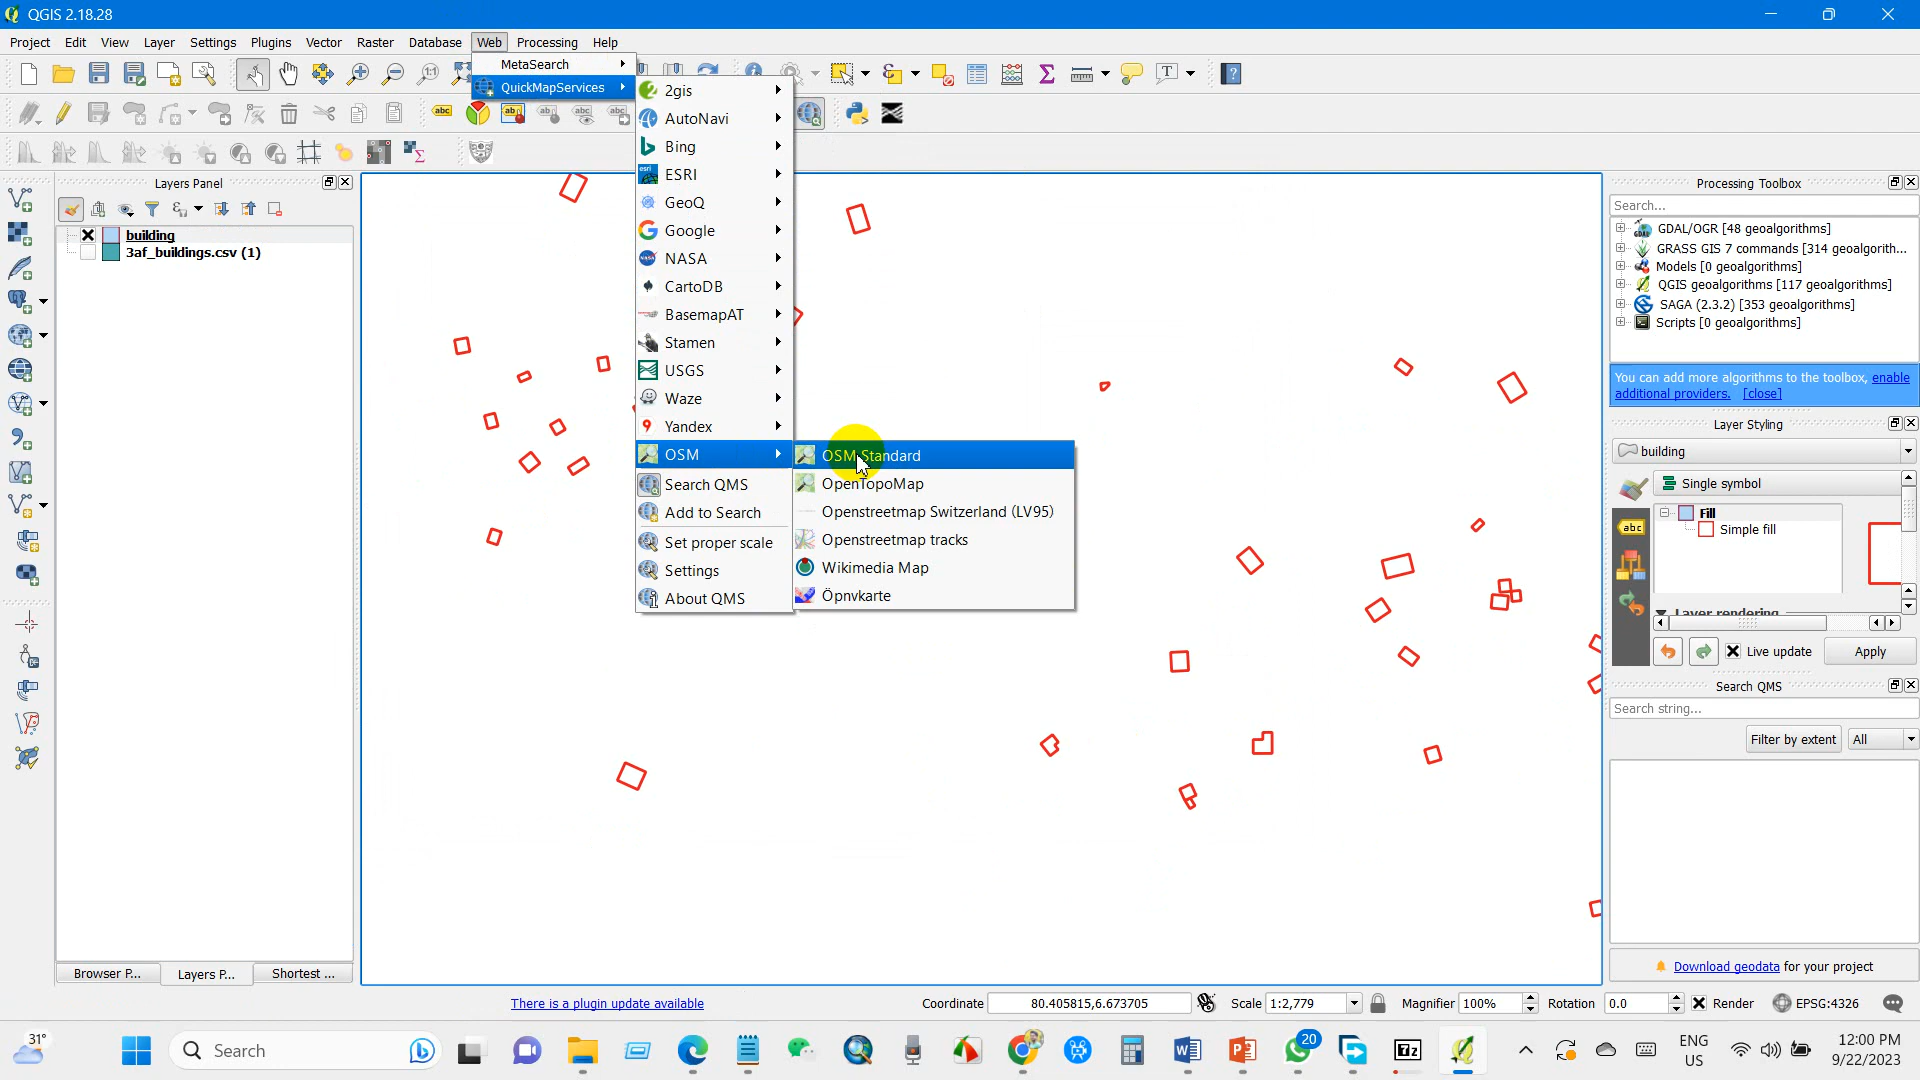 QGIS 2.18.28
Project Edit View Layer Settings Plugins Vector Raster Database Web Processing Help
MetaSearch
QuickMapServices
2gis
AutoNavi
Bing
ESRI
GeoQ
Google
NASA
CartoDB
BasemapAT
Stamen
USGS
Waze
Yandex
OSM
Search QMS
Add to Search
Set proper scale
Settings
About QMS
OSM Standard
OpenTopoMap
Openstreetmap Switzerland (LV95)
Openstreetmap tracks
Wikimedia Map
Öpnvkarte
Layers Panel
building
3af_buildings.csv (1)
Browser P...
Layers P...
Shortest ...
Processing Toolbox
Search...
GDAL/OGR [48 geoalgorithms]
GRASS GIS 7 commands [314 geoalgorith...
Models [0 geoalgorithms]
QGIS geoalgorithms [117 geoalgorithms]
SAGA (2.3.2) [353 geoalgorithms]
Scripts [0 geoalgorithms]
You can add more algorithms to the toolbox, enable
additional providers. [close]
Layer Styling
building
Single symbol
Fill
Simple fill
Layer rendering
Live update
Apply
Search QMS
Search string...
Filter by extent All
Download geodata for your project
There is a plugin update available
Coordinate 80.405815,6.673705 Scale 1:2,779 Magnifier 100% Rotation 0.0 Render EPSG:4326
31°
Search
20
ENG
US
12:00 PM
9/22/2023